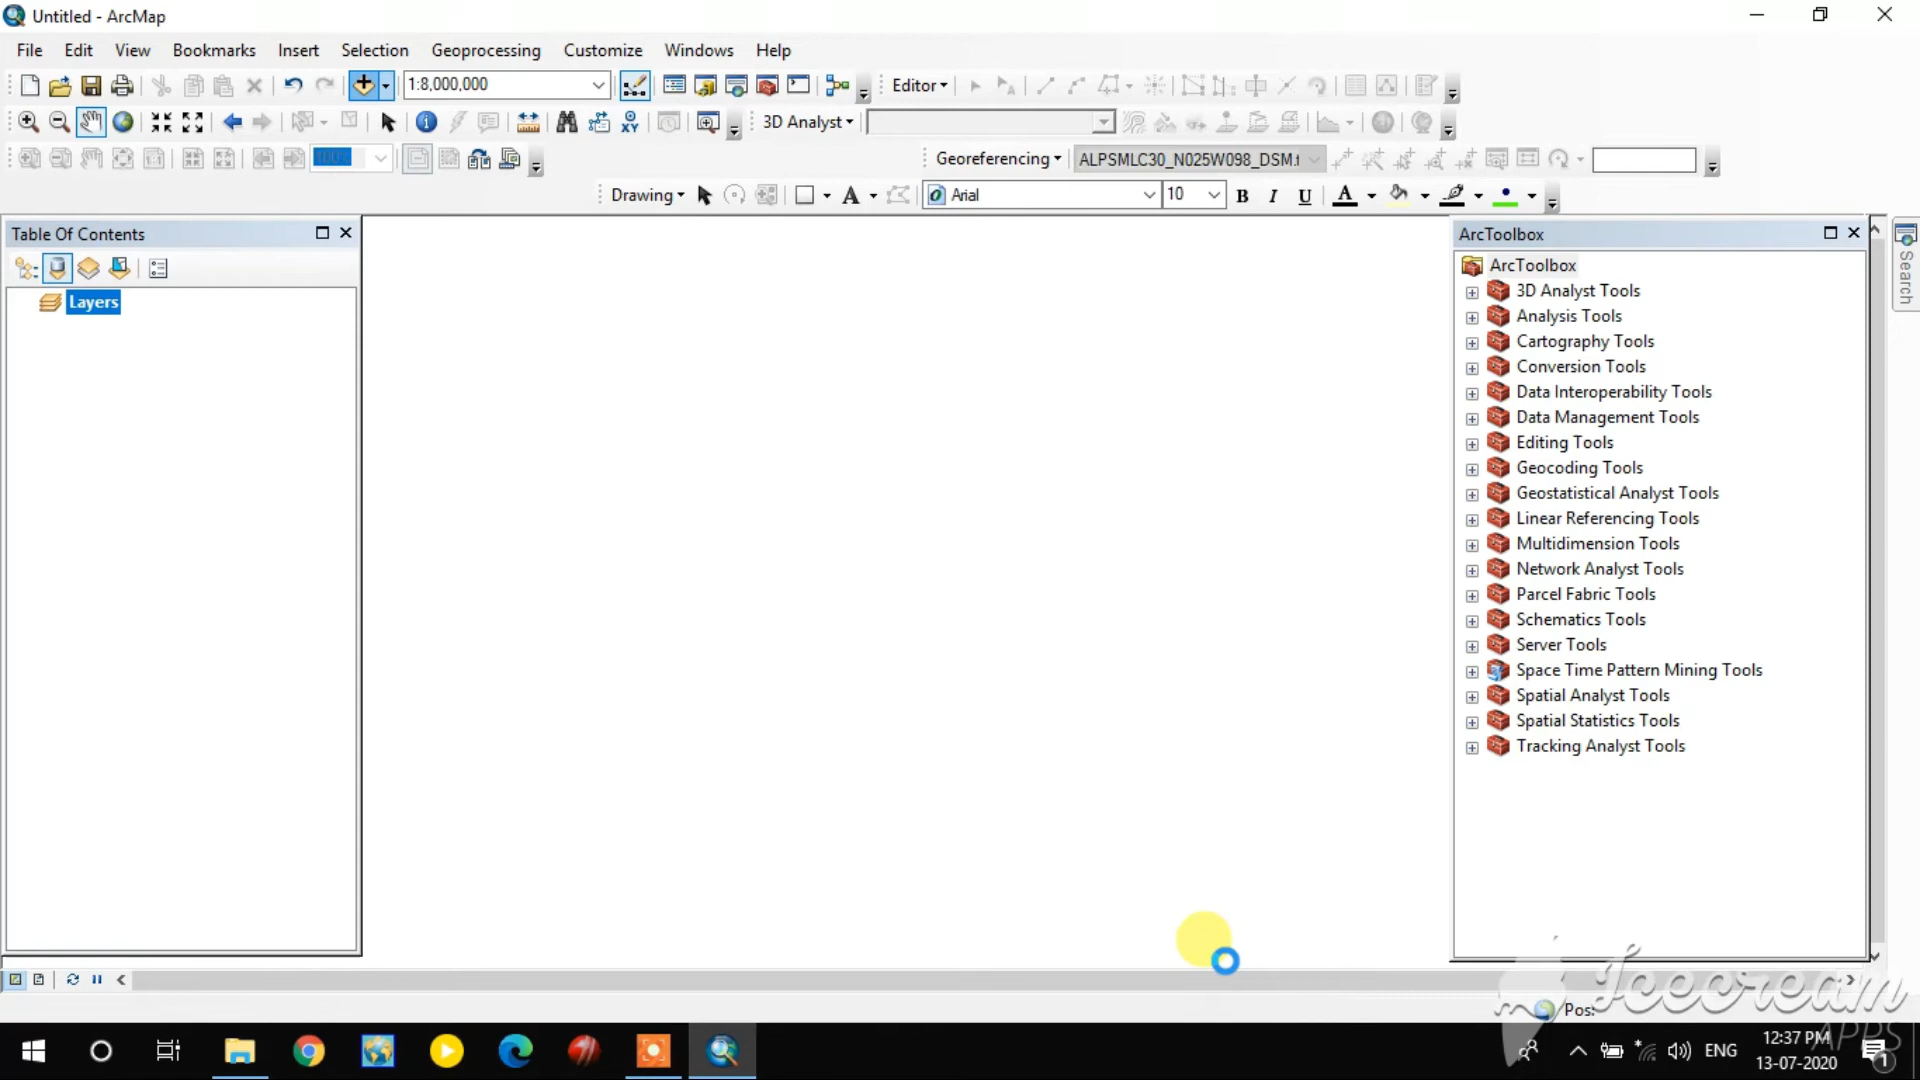 Untitled - ArcMap
File Edit View Bookmarks Insert Selection Geoprocessing Customize Windows Help
1:8,000,000 Editor
3D Analyst
100% Georeferencing ALPSMLC30_N025W098_DSM.t
Drawing A Arial 10 B I U A
Table Of Contents
Layers
ArcToolbox
ArcToolbox
3D Analyst Tools
Analysis Tools
Cartography Tools
Conversion Tools
Data Interoperability Tools
Data Management Tools
Editing Tools
Geocoding Tools
Geostatistical Analyst Tools
Linear Referencing Tools
Multidimension Tools
Network Analyst Tools
Parcel Fabric Tools
Schematics Tools
Server Tools
Space Time Pattern Mining Tools
Spatial Analyst Tools
Spatial Statistics Tools
Tracking Analyst Tools
Search
Pos:
Icecream
APPS
ENG
12:37 PM
13-07-2020
1